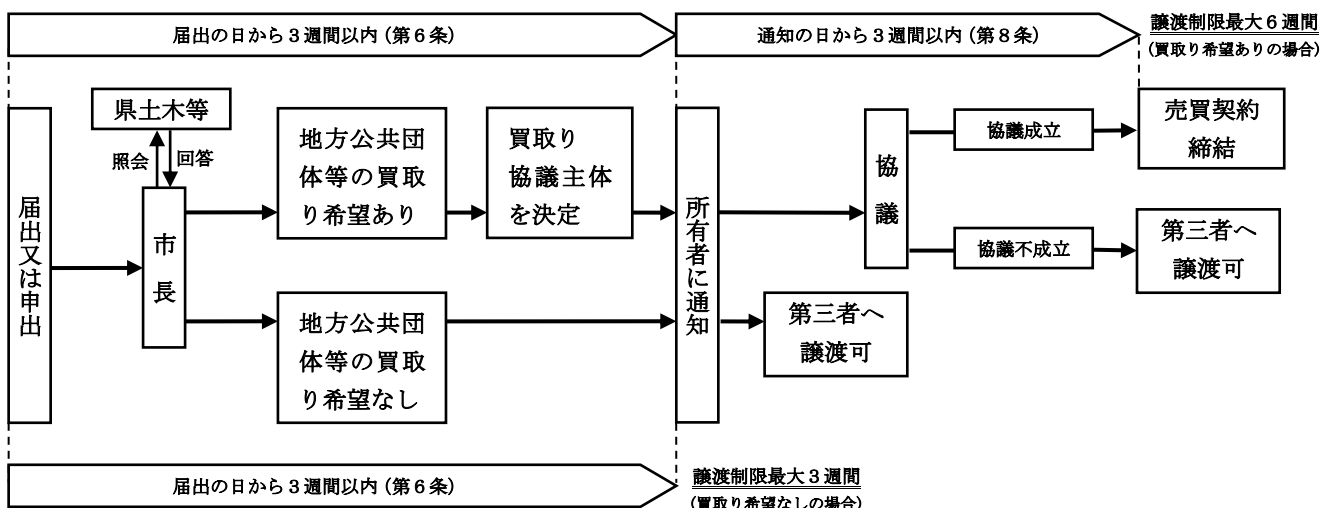 届出の日から３週間以内（第６条）
通知の日から３週間以内（第８条）
譲渡制限最大６週間
（買取り希望ありの場合）
県土木等
照会
回答
届出又は申出
市長
地方公共団
体等の買取
り希望あり
買取り
協議主体
を決定
地方公共団
体等の買取
り希望なし
所有者に通知
第三者へ
譲渡可
協議
協議成立
売買契約
締結
協議不成立
第三者へ
譲渡可
届出の日から３週間以内（第６条）
譲渡制限最大３週間
（買取り希望なしの場合）